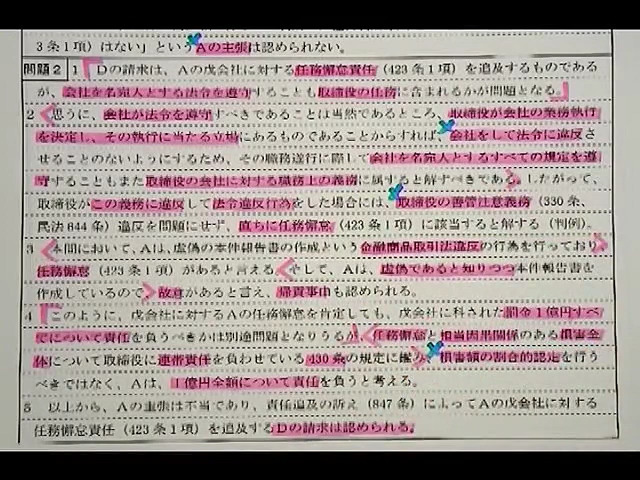 ３条１項）はない」というＡの主張は認められない。
問題２ １ Ｄの請求は、Ａの戊会社に対する任務懈怠責任（423条１項）を追及するものである
が、会社を名宛人とする法令を遵守することも取締役の任務に含まれるかが問題となる。
２ 思うに、会社が法令を遵守すべきであることは当然であるところ、取締役が会社の業務執行
を決定し、その執行に当たる立場にあるものであることからすれば、会社をして法令に違反さ
せることのないようにするため、その職務遂行に際して会社を名宛人とするすべての規定を遵
守することもまた取締役の会社に対する職務上の義務に属すると解すべきである。したがって、
取締役がこの義務に違反して法令違反行為をした場合には、取締役の善管注意義務（330条、
民法644条）違反を問題にせず、直ちに任務懈怠（423条１項）に該当すると解する（判例）。
３ 本問において、Ａは、虚偽の本件報告書の作成という金融商品取引法違反の行為を行っており、
任務懈怠（423条１項）があると言える。そして、Ａは、虚偽であると知りつつ本件報告書を
作成しているので、故意があると言え、帰責事由も認められる。
４ このように、戊会社に対するＡの任務懈怠を肯定しても、戊会社に科された罰金１億円すべ
てについて責任を負うべきかは別途問題となりうるが、任務懈怠と相当因果関係のある損害全
体について取締役に連帯責任を負わせている430条の規定に鑑み、損害額の割合的認定を行う
べきではなく、Ａは、１億円全額について責任を負うと考える。
５ 以上から、Ａの主張は不当であり、責任追及の訴え（847条）によってＡの戊会社に対する
任務懈怠責任（423条１項）を追及するＤの請求は認められる。